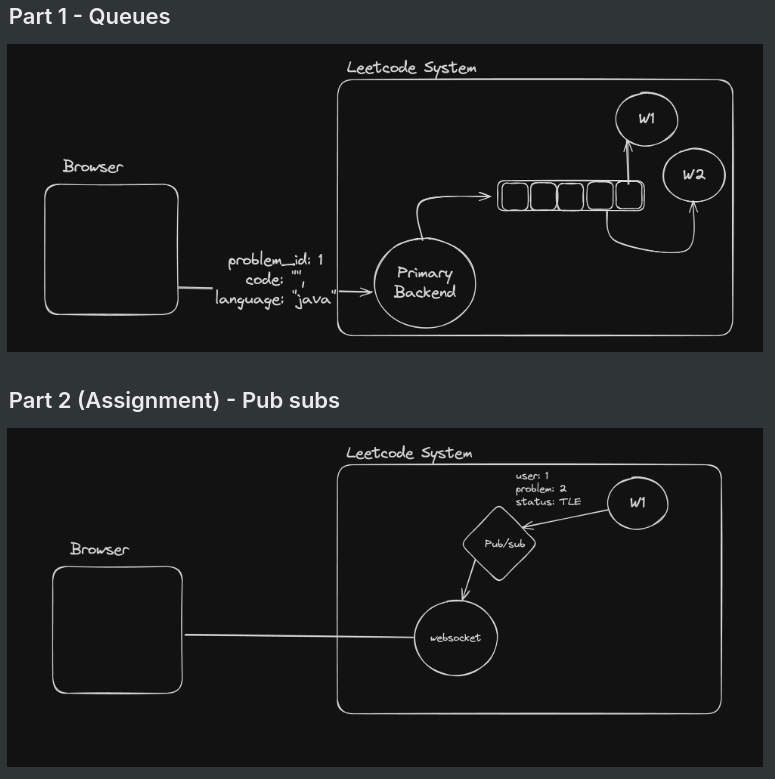 Part 1 - Queues
Leetcode System
W1
Browser
W2
problem_id: 1
code: "",
language: "java"
Primary
Backend
Part 2 (Assignment) - Pub subs
Leetcode System
user: 1
problem: 2
status: TLE
W1
Pub/sub
Browser
websocket